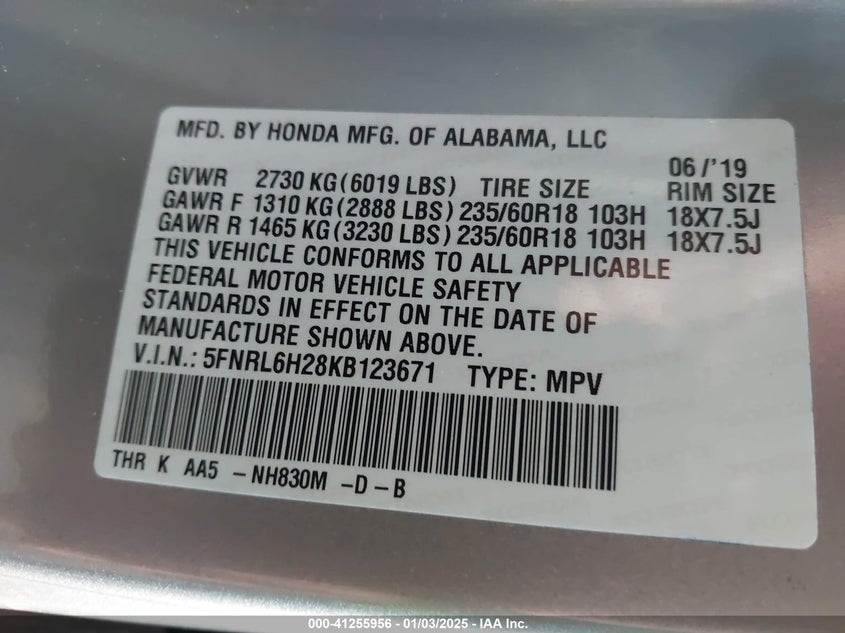 MFD. BY HONDA MFG. OF ALABAMA, LLC
06/'19
GVWR 2730 KG(6019 LBS) TIRE SIZE RIM SIZE
GAWR F 1310 KG(2888 LBS) 235/60R18 103H 18X7.5J
GAWR R 1465 KG(3230 LBS) 235/60R18 103H 18X7.5J
THIS VEHICLE CONFORMS TO ALL APPLICABLE
FEDERAL MOTOR VEHICLE SAFETY
STANDARDS IN EFFECT ON THE DATE OF
MANUFACTURE SHOWN ABOVE.
V.I.N.: 5FNRL6H28KB123671 TYPE: MPV
THR K AA5 -NH830M -D-B
000-41255956 - 01/03/2025 - IAA Inc.